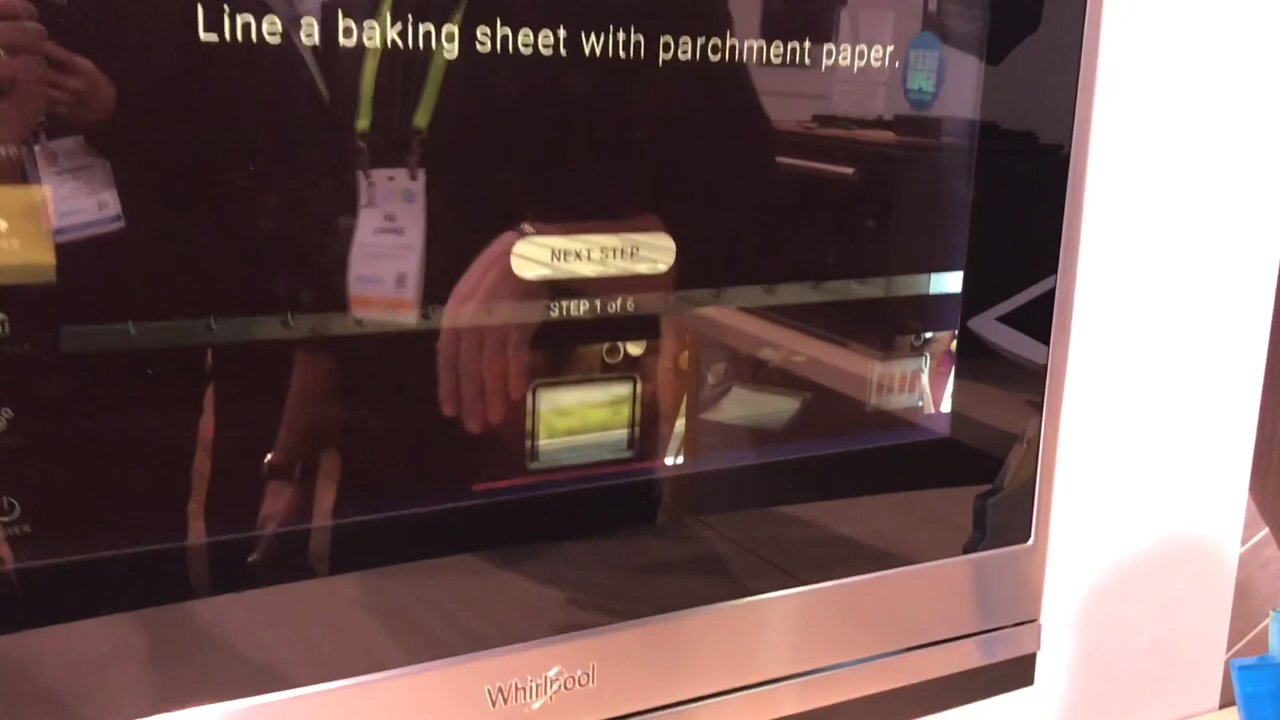 Line a baking sheet with parchment paper.
NEXT STEP
STEP 1 of 6
Whirlpool